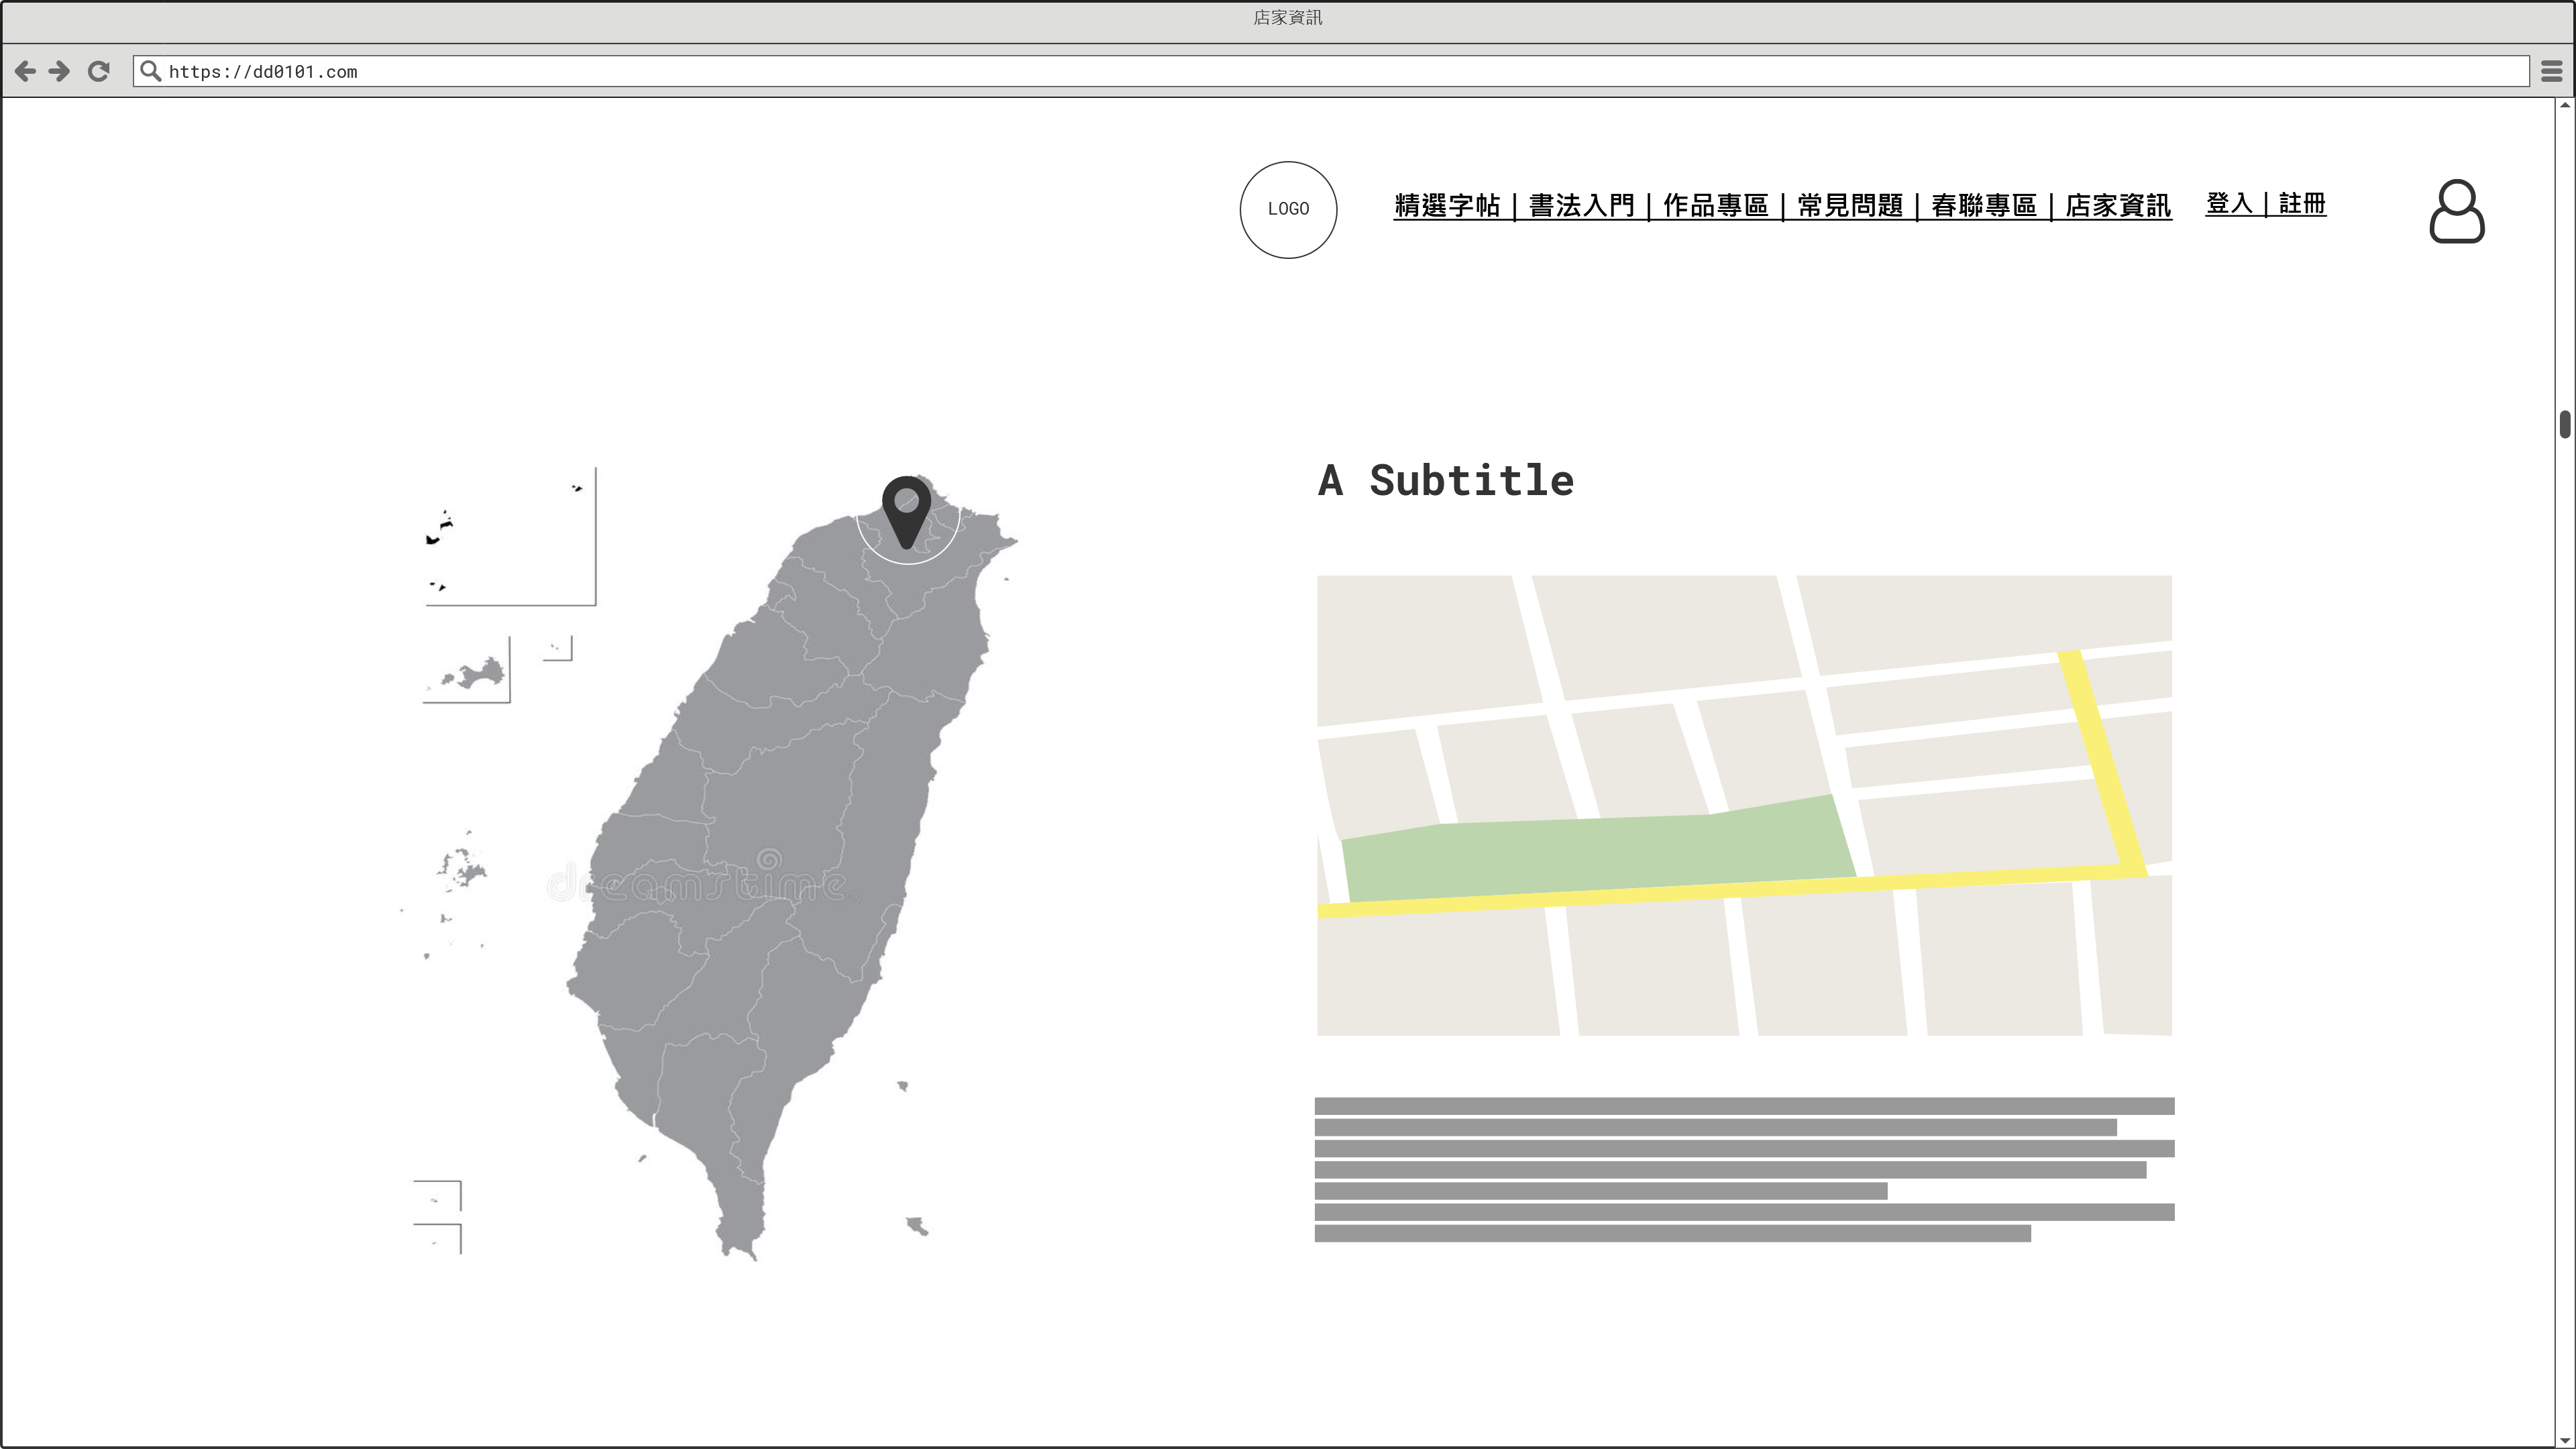 店家資訊
https://dd0101.com
LOGO
精選字帖 | 書法入門 | 作品專區 | 常見問題 | 春聯專區 | 店家資訊
登入 | 註冊
A Subtitle
dreamstime